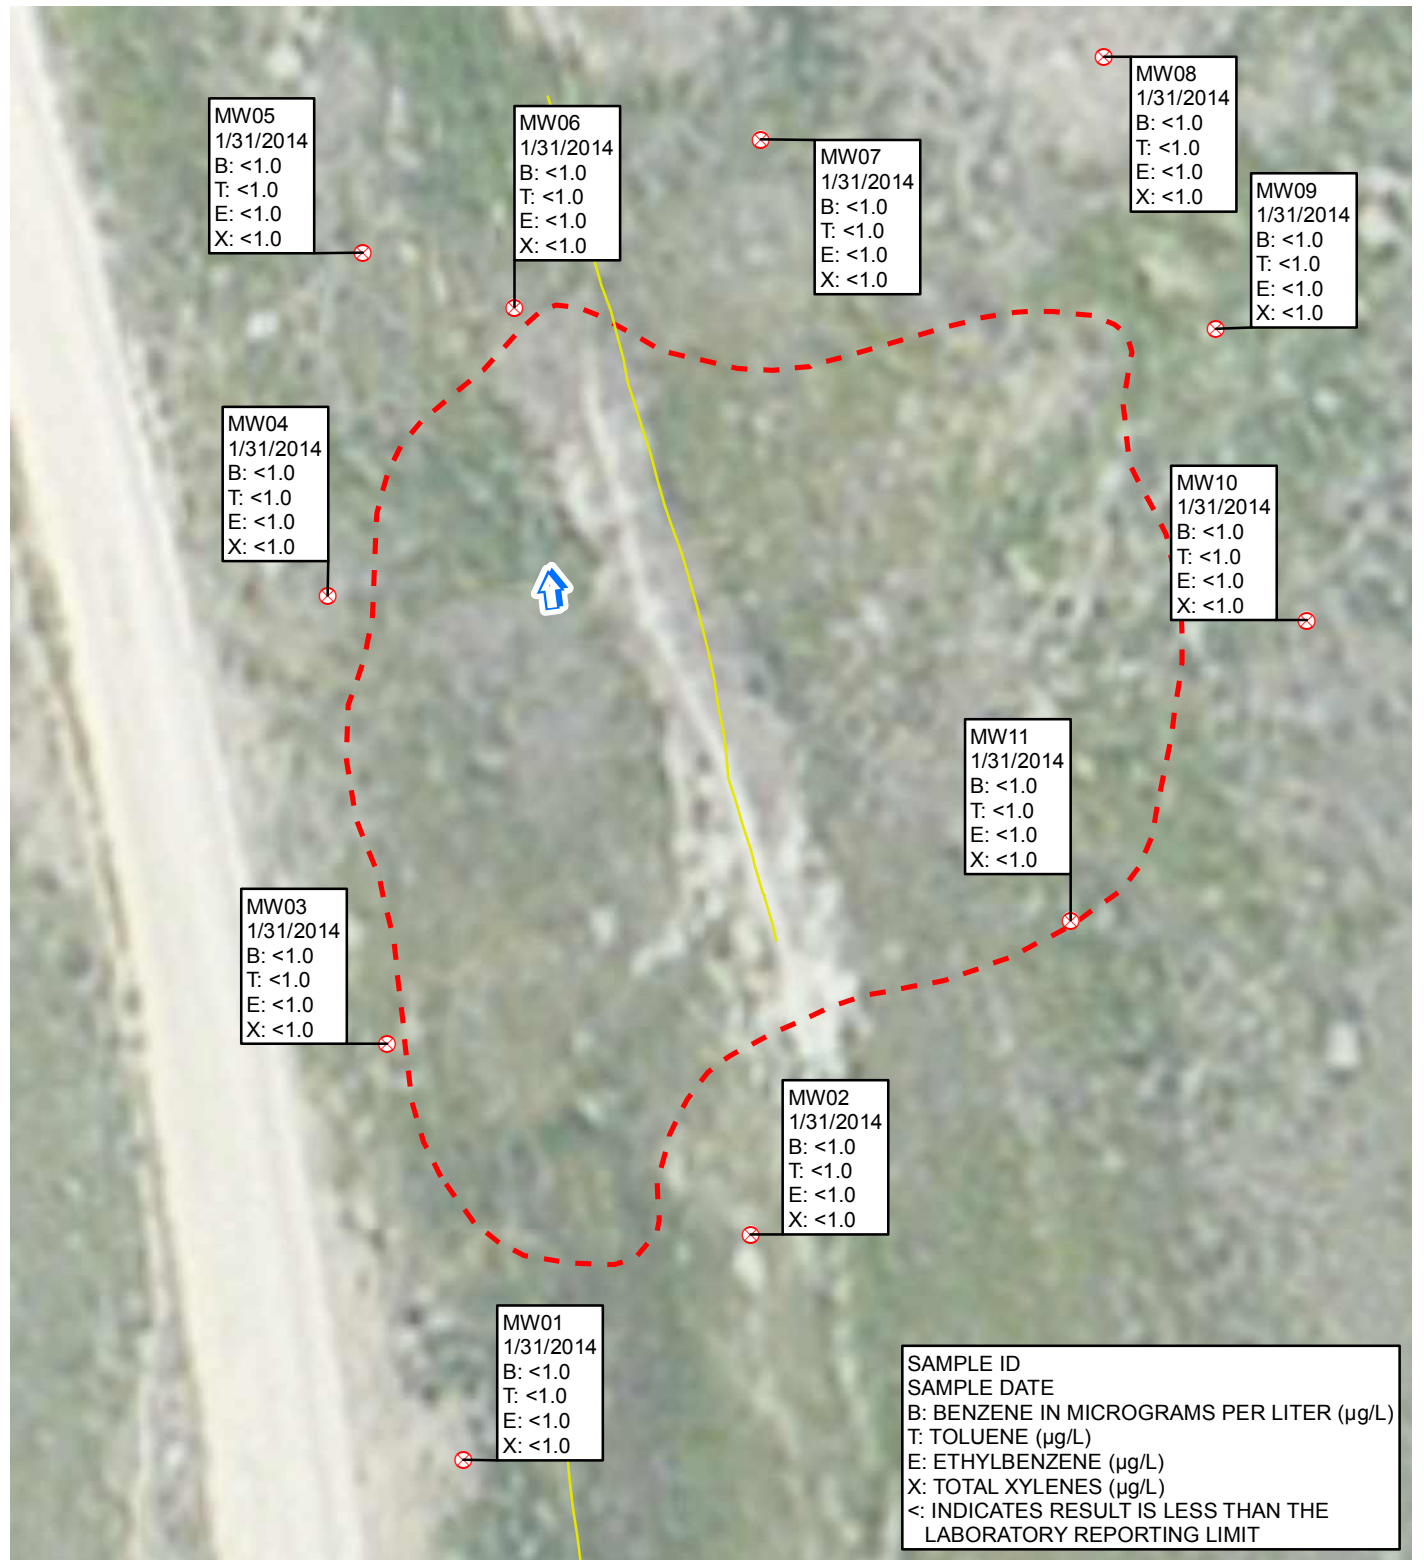 MW08
1/31/2014
B: <1.0
T: <1.0
E: <1.0
X: <1.0
MW05
1/31/2014
B: <1.0
T: <1.0
E: <1.0
X: <1.0
MW06
1/31/2014
B: <1.0
T: <1.0
E: <1.0
X: <1.0
MW07
1/31/2014
B: <1.0
T: <1.0
E: <1.0
X: <1.0
MW09
1/31/2014
B: <1.0
T: <1.0
E: <1.0
X: <1.0
MW04
1/31/2014
B: <1.0
T: <1.0
E: <1.0
X: <1.0
MW10
1/31/2014
B: <1.0
T: <1.0
E: <1.0
X: <1.0
MW11
1/31/2014
B: <1.0
T: <1.0
E: <1.0
X: <1.0
MW03
1/31/2014
B: <1.0
T: <1.0
E: <1.0
X: <1.0
MW02
1/31/2014
B: <1.0
T: <1.0
E: <1.0
X: <1.0
MW01
1/31/2014
B: <1.0
T: <1.0
E: <1.0
X: <1.0
SAMPLE ID
SAMPLE DATE
B: BENZENE IN MICROGRAMS PER LITER (µg/L)
T: TOLUENE (µg/L)
E: ETHYLBENZENE (µg/L)
X: TOTAL XYLENES (µg/L)
<: INDICATES RESULT IS LESS THAN THE
LABORATORY REPORTING LIMIT